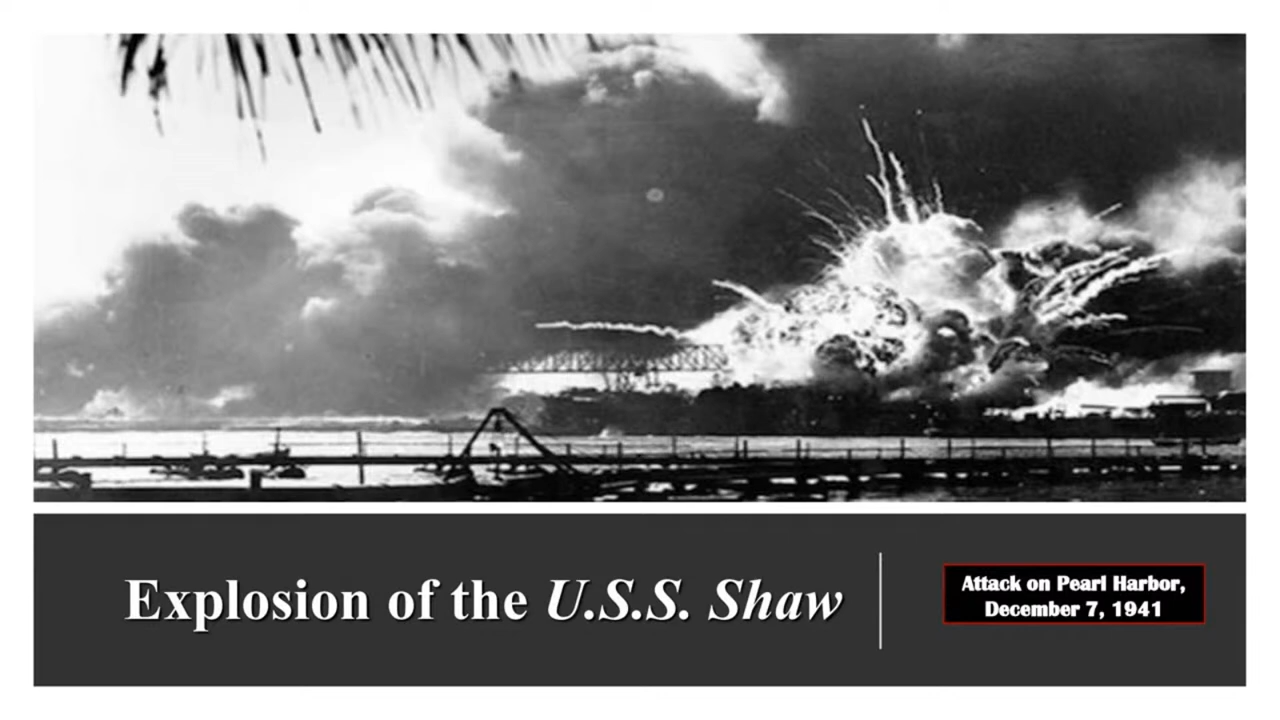 Explosion of the U.S.S. Shaw
Attack on Pearl Harbor,
December 7, 1941